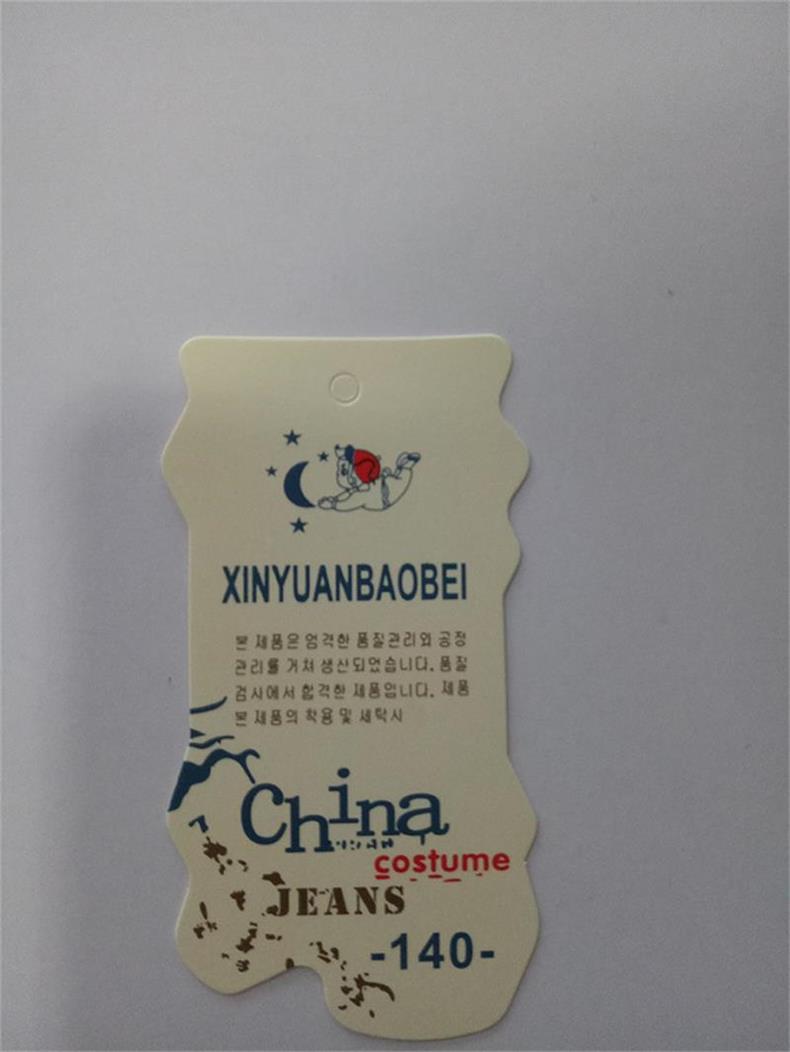 XINYUANBAOBEI
본 제품은 엄격한 품질관리와 공정
관리를 거쳐 생산되었습니다. 품질
검사에서 합격한 제품입니다. 제품
본 제품의 착용 및 세탁시
China
costume
JEANS
-140-